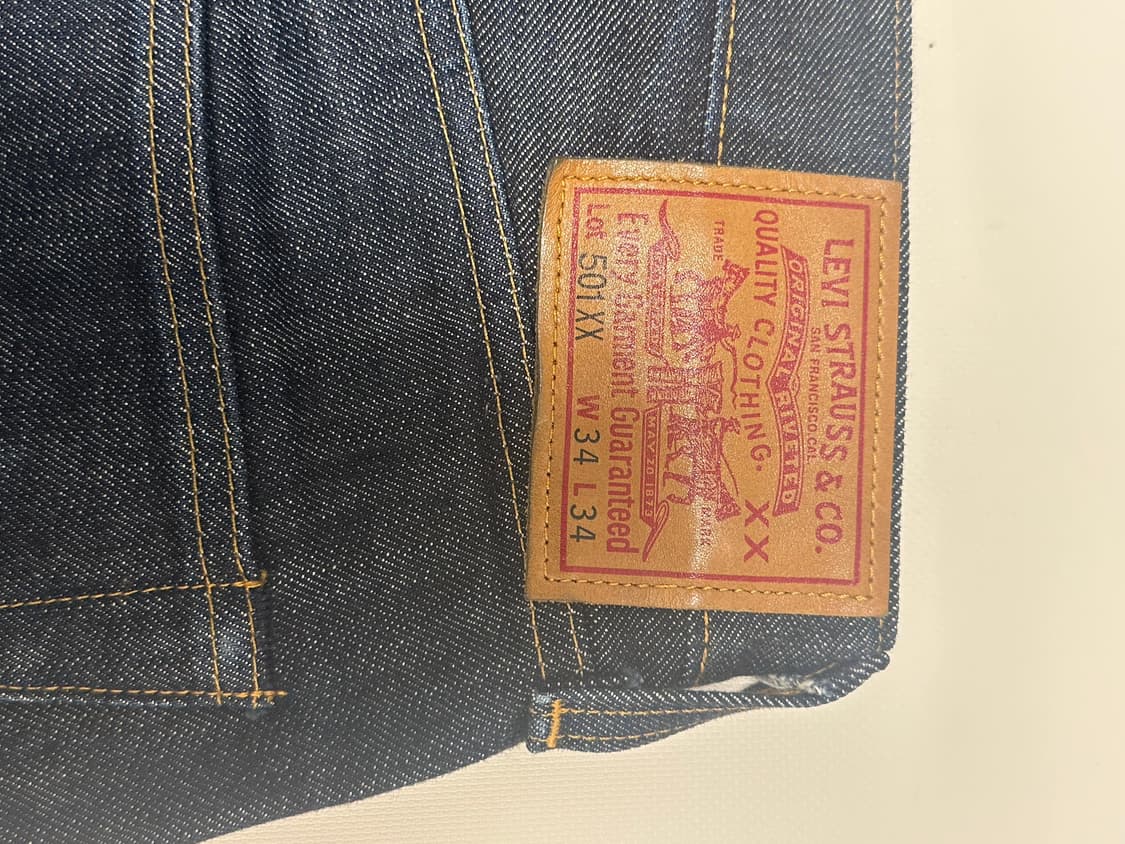 LEVI STRAUSS & CO.
SAN FRANCISCO CAL.
ORIGINAL RIVETED
QUALITY CLOTHING. XX
TRADE MARK
MAY 20 1873
Every Garment Guaranteed
Lot 501XX W 34 L 34